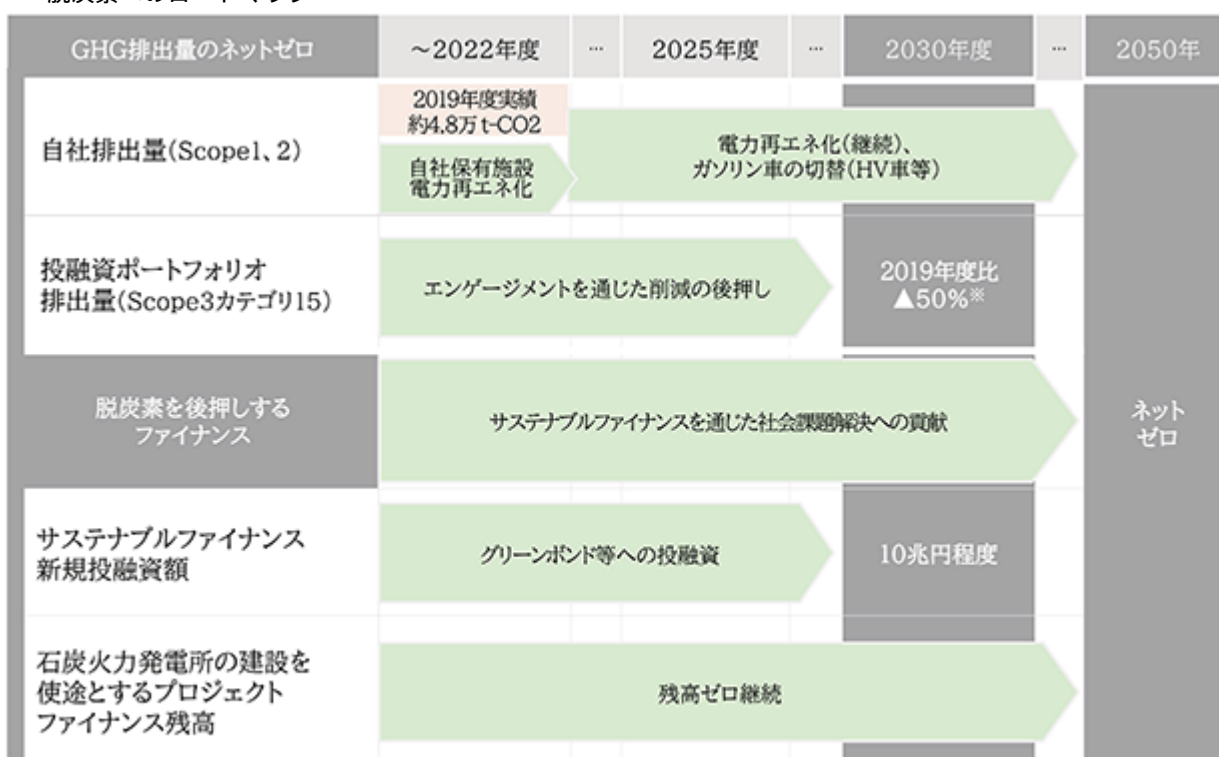 GHG排出量のネットゼロ
～2022年度
…
2025年度
…
2030年度
…
2050年
自社排出量(Scope1、2)
2019年度実績
約4.8万t-CO2
自社保有施設
電力再エネ化
電力再エネ化(継続)、
ガソリン車の切替(HV車等)
投融資ポートフォリオ
排出量(Scope3カテゴリ15)
エンゲージメントを通じた削減の後押し
2019年度比
▲50%※
脱炭素を後押しする
ファイナンス
サステナブルファイナンスを通じた社会課題解決への貢献
ネット
ゼロ
サステナブルファイナンス
新規投融資額
グリーンボンド等への投融資
10兆円程度
石炭火力発電所の建設を
使途とするプロジェクト
ファイナンス残高
残高ゼロ継続